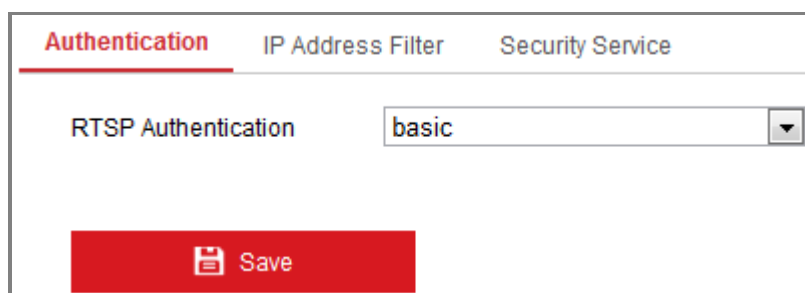 Authentication IP Address Filter Security Service
RTSP Authentication basic
Save